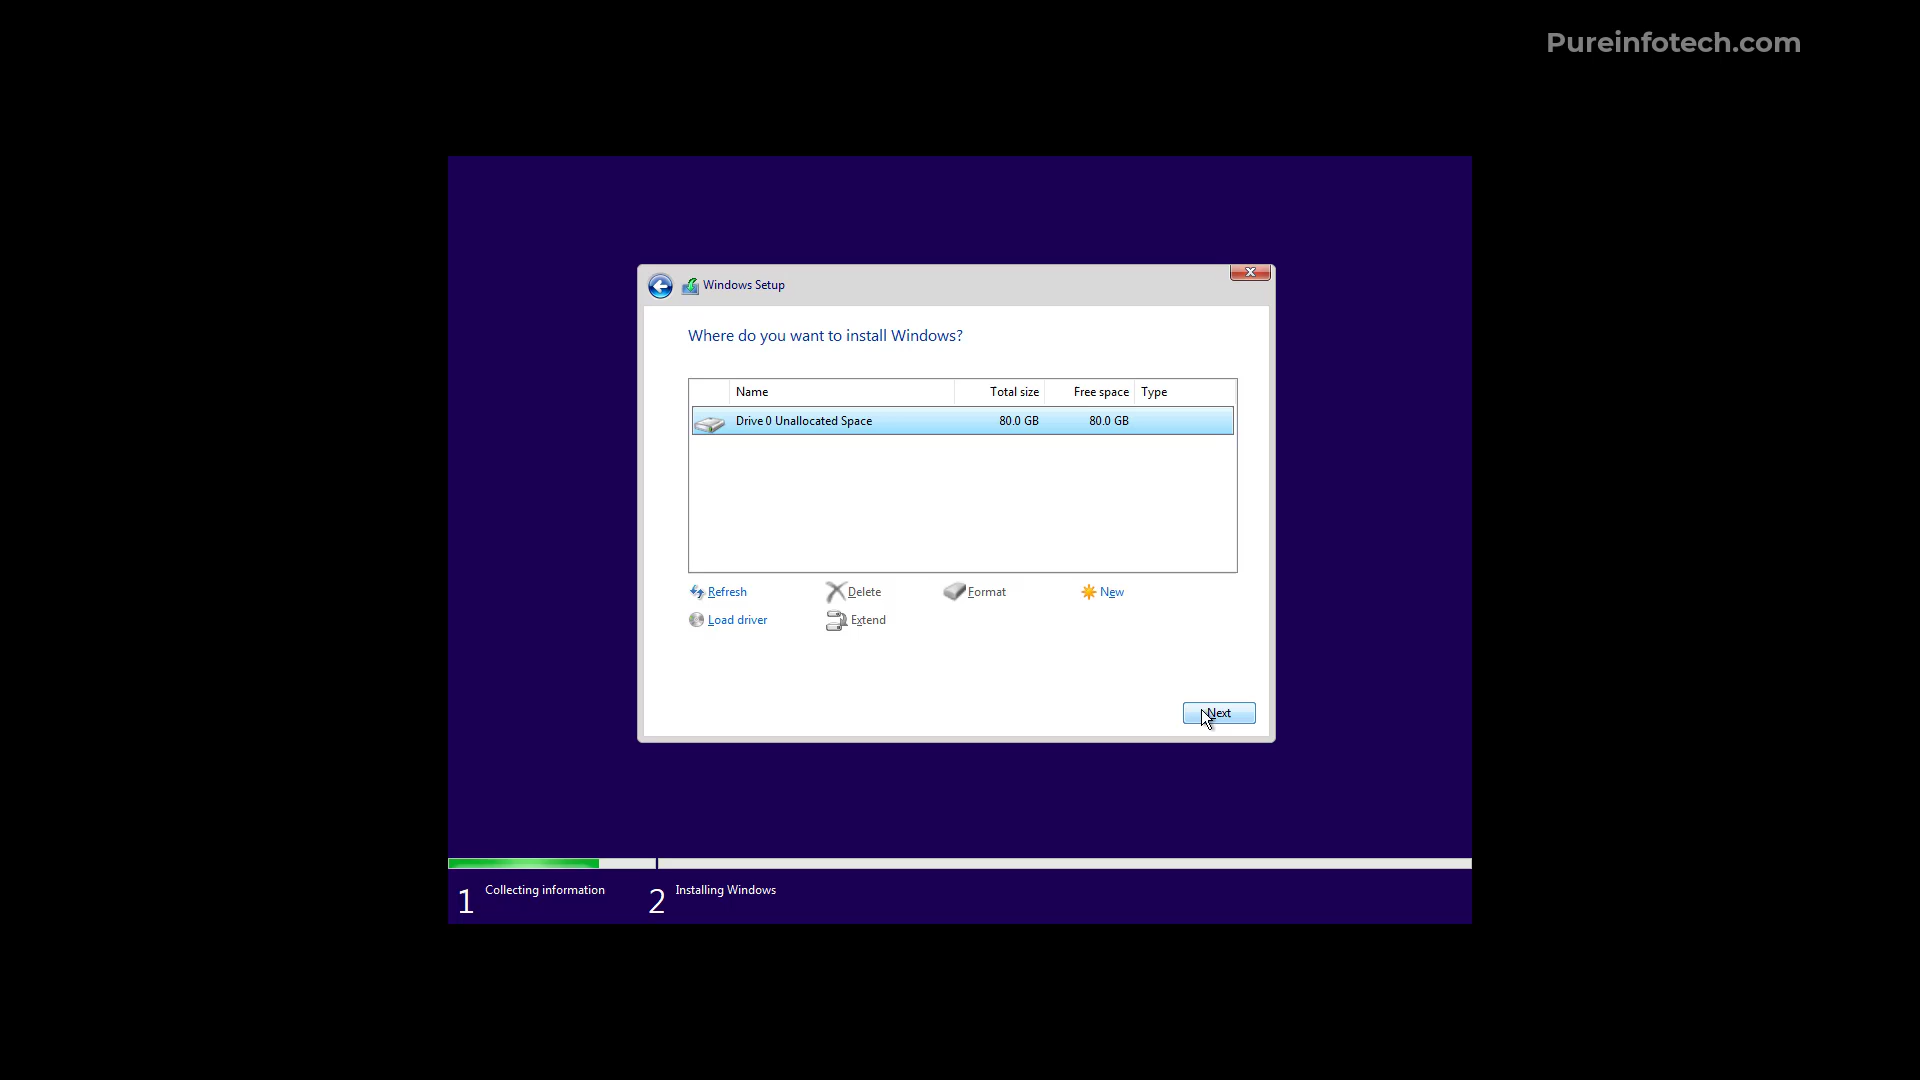 Pureinfotech.com
Windows Setup
Where do you want to install Windows?
Name Total size Free space Type
Drive 0 Unallocated Space 80.0 GB 80.0 GB
Refresh Delete Format New
Load driver Extend
Next
1 Collecting information 2 Installing Windows